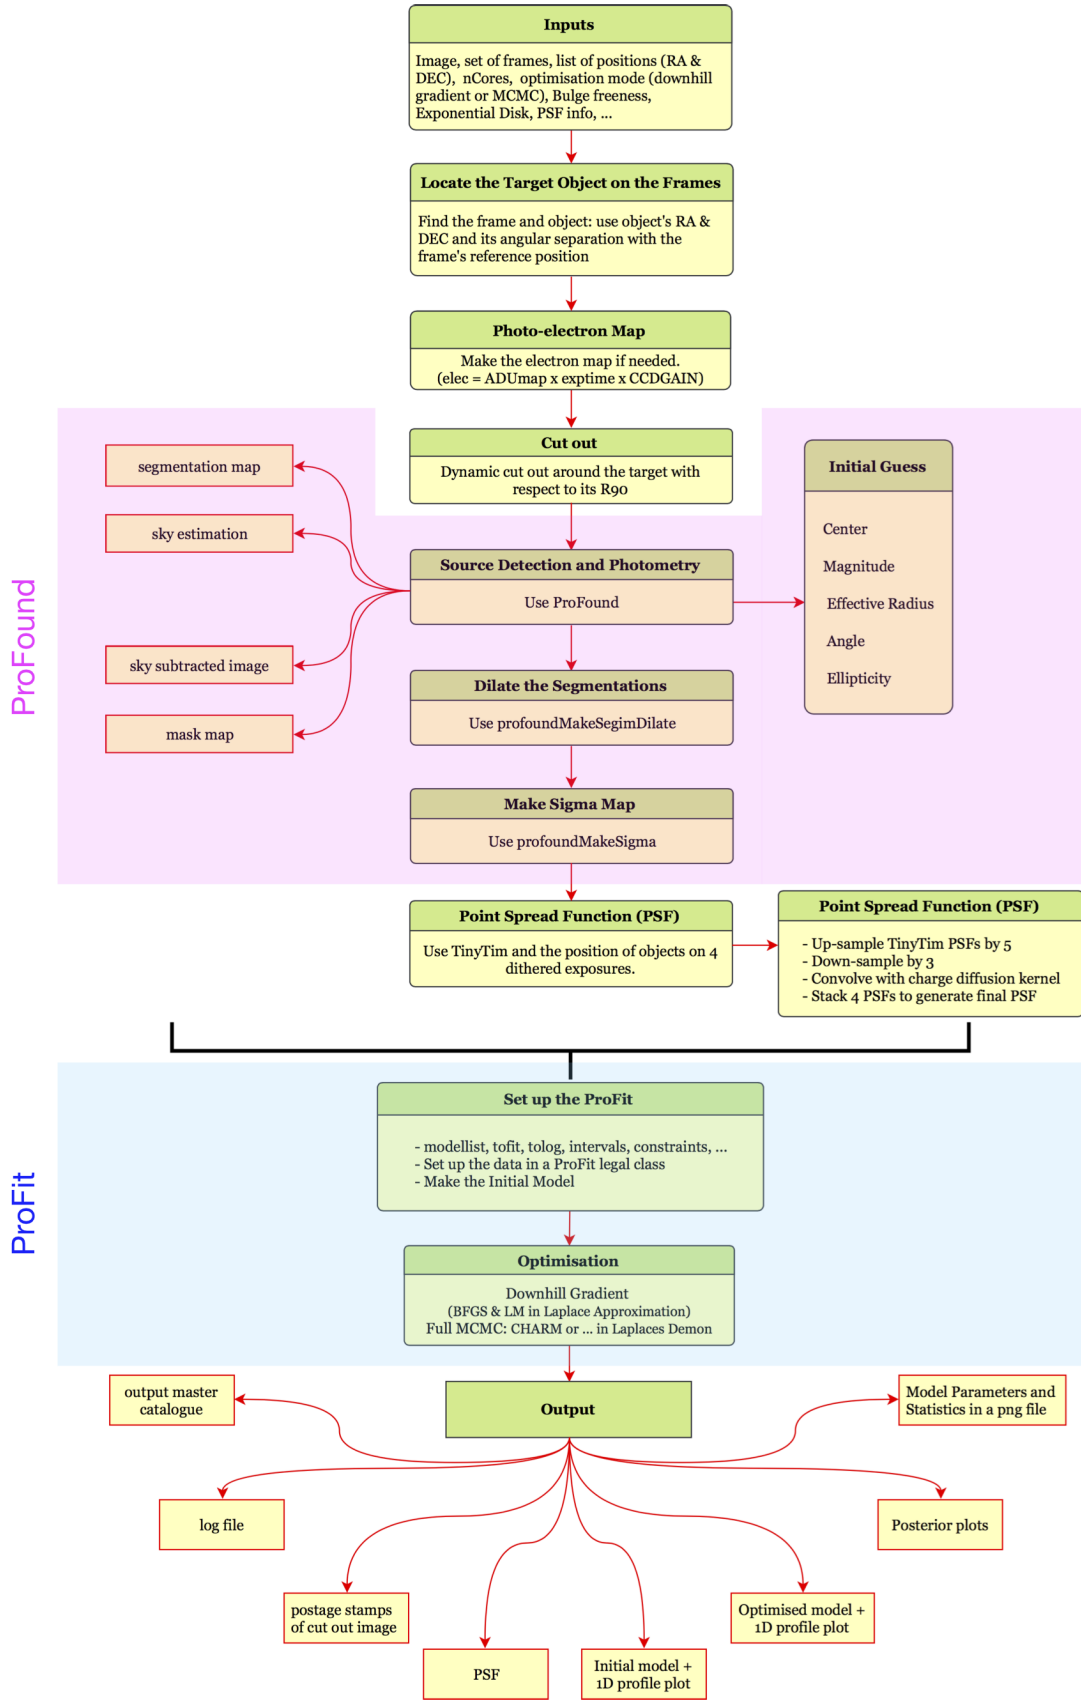 Inputs
Image, set of frames, list of positions (RA &
DEC), nCores, optimisation mode (downhill
gradient or MCMC), Bulge freeness,
Exponential Disk, PSF info, ...
Locate the Target Object on the Frames
Find the frame and object: use object's RA &
DEC and its angular separation with the
frame's reference position
Photo-electron Map
Make the electron map if needed.
(elec = ADUmap x exptime x CCDGAIN)
Cut out
Dynamic cut out around the target with
respect to its R90
ProFound
segmentation map
sky estimation
sky subtracted image
mask map
Source Detection and Photometry
Use ProFound
Initial Guess
Center
Magnitude
Effective Radius
Angle
Ellipticity
Dilate the Segmentations
Use profoundMakeSegimDilate
Make Sigma Map
Use profoundMakeSigma
Point Spread Function (PSF)
Use TinyTim and the position of objects on 4
dithered exposures.
Point Spread Function (PSF)
- Up-sample TinyTim PSFs by 5
- Down-sample by 3
- Convolve with charge diffusion kernel
- Stack 4 PSFs to generate final PSF
ProFit
Set up the ProFit
- modellist, tofit, tolog, intervals, constraints, ...
- Set up the data in a ProFit legal class
- Make the Initial Model
Optimisation
Downhill Gradient
(BFGS & LM in Laplace Approximation)
Full MCMC: CHARM or ... in Laplaces Demon
Output
output master
catalogue
log file
postage stamps
of cut out image
PSF
Initial model +
1D profile plot
Optimised model +
1D profile plot
Posterior plots
Model Parameters and
Statistics in a png file